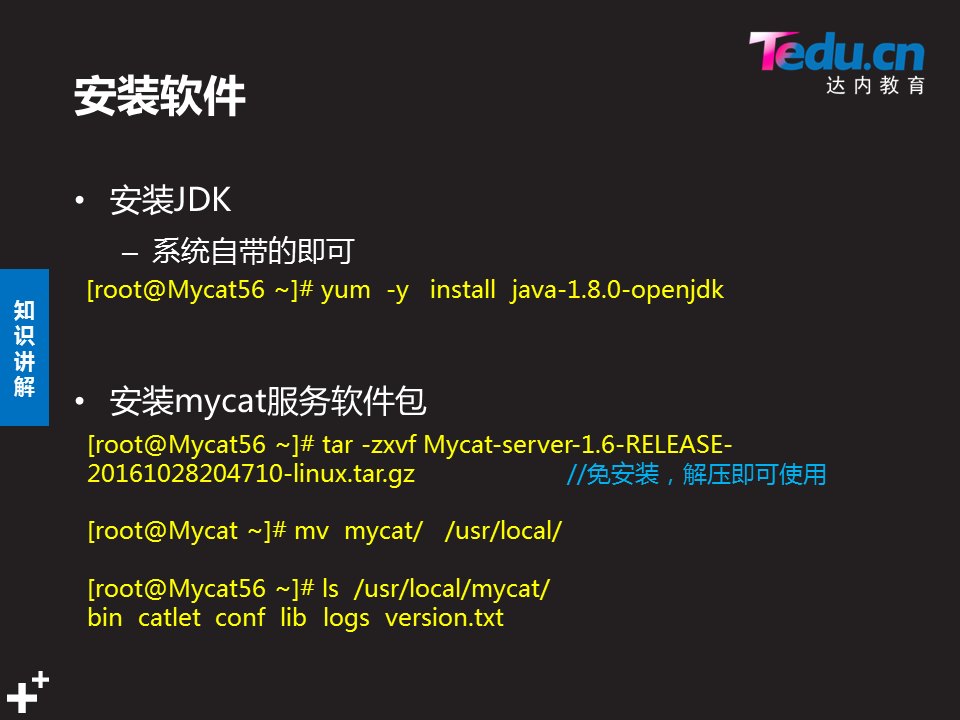 Tedu.cn
达内教育
安装软件
• 安装JDK
– 系统自带的即可
[root@Mycat56 ~]# yum -y install java-1.8.0-openjdk
知识讲解
• 安装mycat服务软件包
[root@Mycat56 ~]# tar -zxvf Mycat-server-1.6-RELEASE-
20161028204710-linux.tar.gz //免安装，解压即可使用
[root@Mycat ~]# mv mycat/ /usr/local/
[root@Mycat56 ~]# ls /usr/local/mycat/
bin catlet conf lib logs version.txt